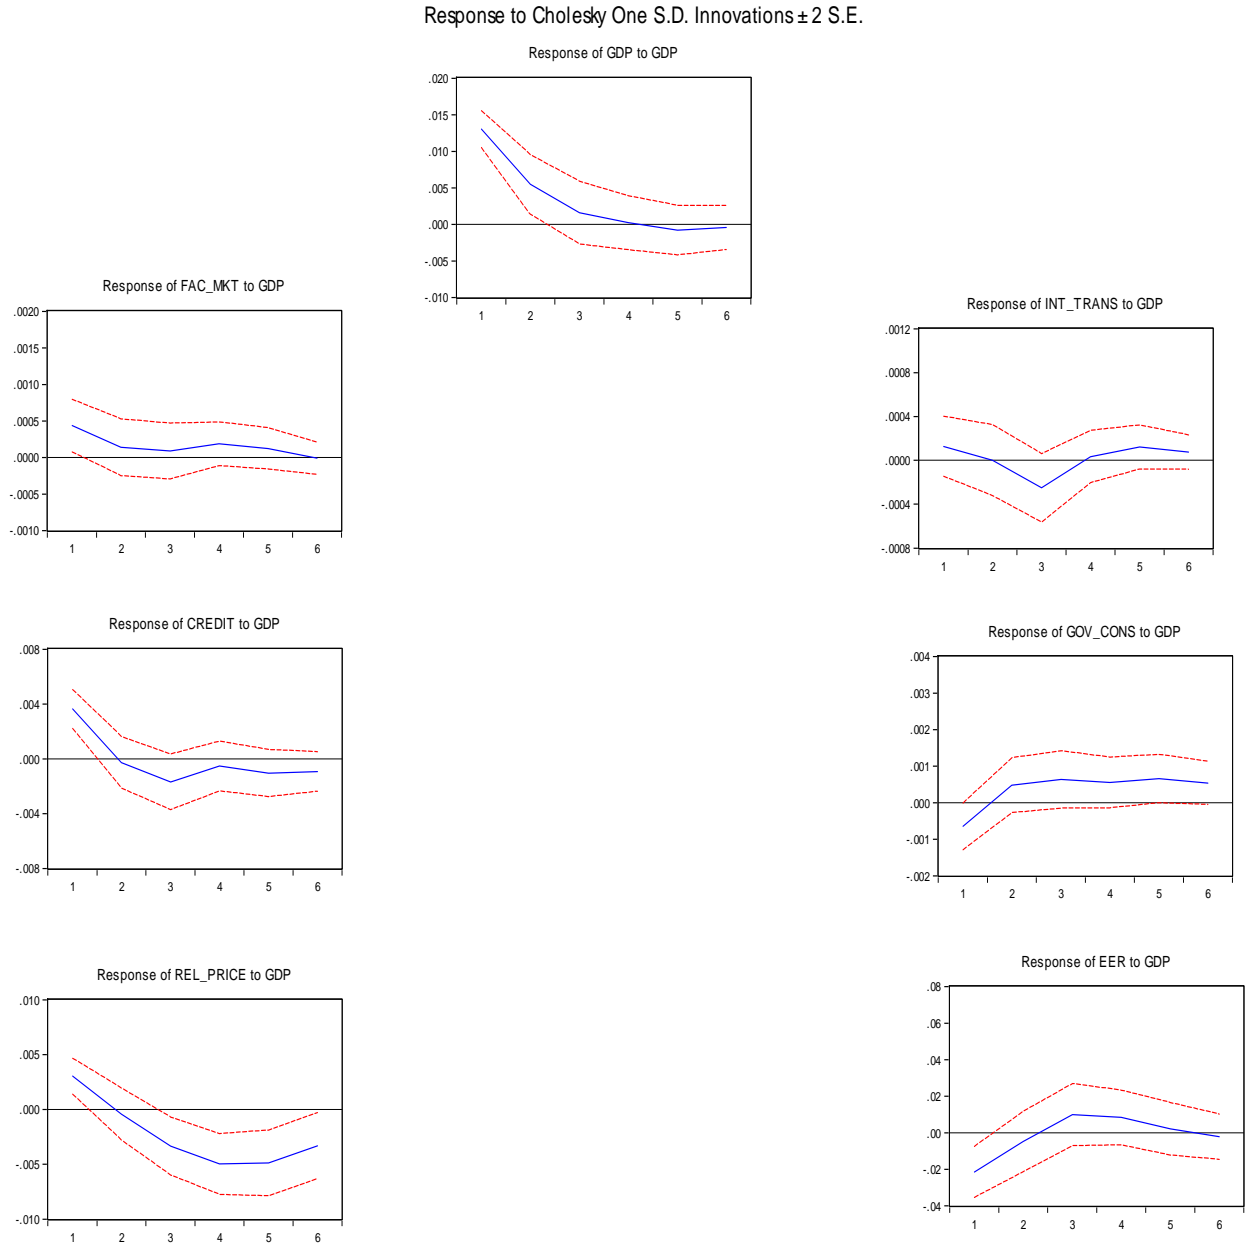 Response to Cholesky One S.D. Innovations ± 2 S.E.
Response of GDP to GDP
.020
.015
.010
.005
.000
-.005
-.010
1 2 3 4 5 6
Response of FAC_MKT to GDP
.0020
.0015
.0010
.0005
.0000
-.0005
-.0010
1 2 3 4 5 6
Response of INT_TRANS to GDP
.0012
.0008
.0004
.0000
-.0004
-.0008
1 2 3 4 5 6
Response of CREDIT to GDP
.008
.004
.000
-.004
-.008
1 2 3 4 5 6
Response of GOV_CONS to GDP
.004
.003
.002
.001
.000
-.001
-.002
1 2 3 4 5 6
Response of REL_PRICE to GDP
.010
.005
.000
-.005
-.010
1 2 3 4 5 6
Response of EER to GDP
.08
.06
.04
.02
.00
-.02
-.04
1 2 3 4 5 6